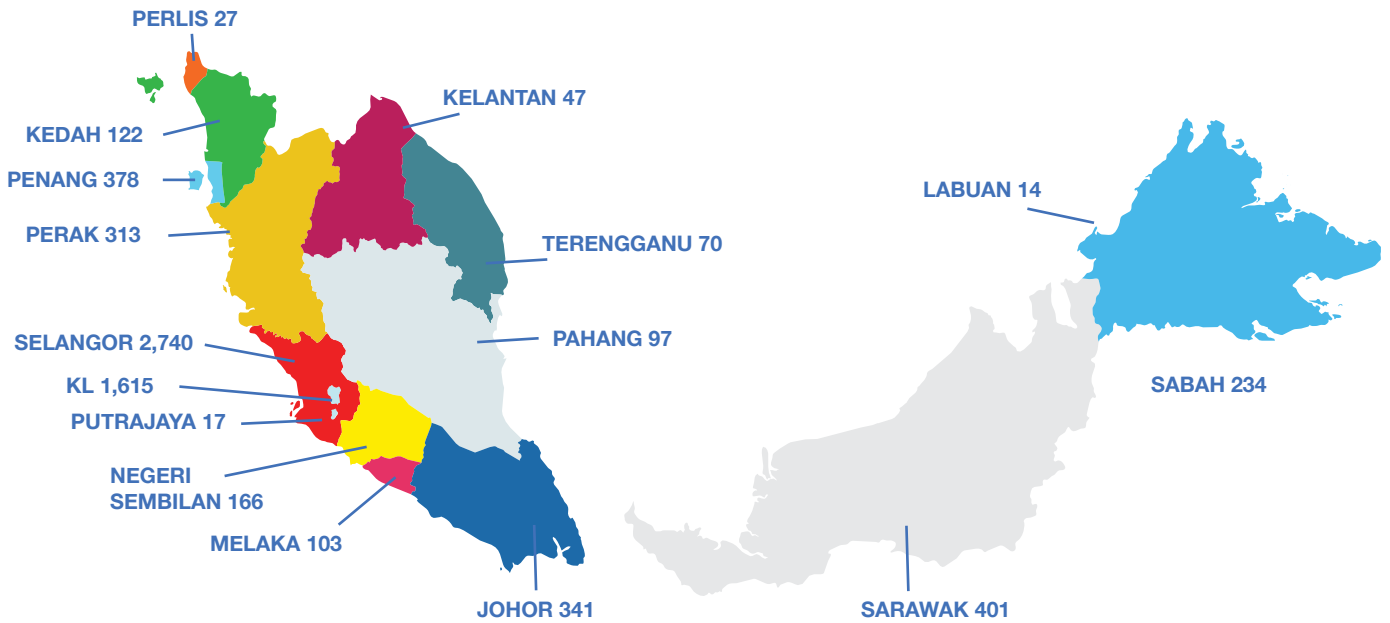 PERLIS 27
KELANTAN 47
KEDAH 122
PENANG 378
PERAK 313
TERENGGANU 70
PAHANG 97
SELANGOR 2,740
KL 1,615
PUTRAJAYA 17
NEGERI
SEMBILAN 166
MELAKA 103
JOHOR 341
LABUAN 14
SABAH 234
SARAWAK 401